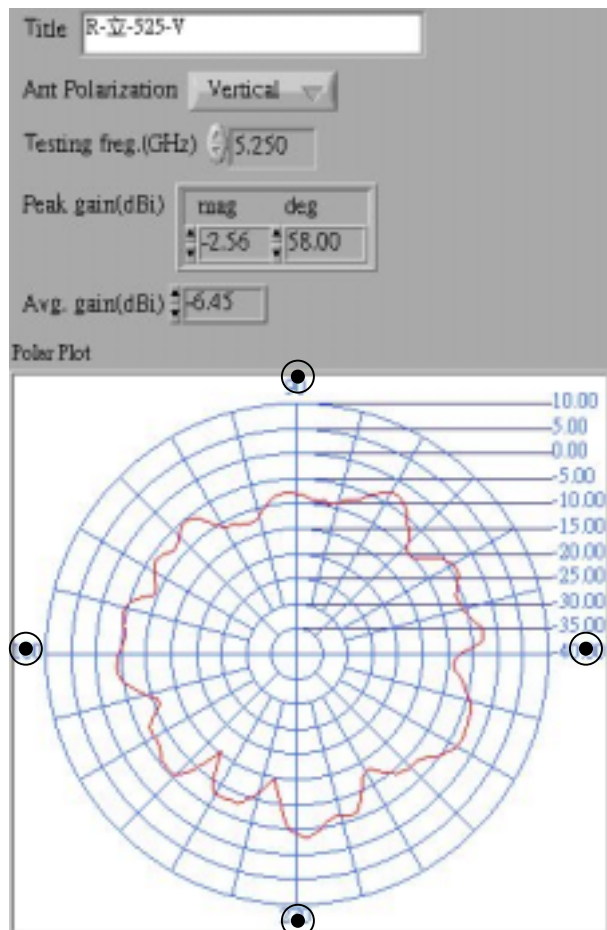 Title R-立-525-V
Ant Polarization Vertical
Testing freg.(GHz) 5.250
Peak gain(dBi) mag deg
-2.56 58.00
Avg. gain(dBi) -6.45
Polar Plot
10.00
5.00
0.00
-5.00
-10.00
-15.00
-20.00
-25.00
-30.00
-35.00